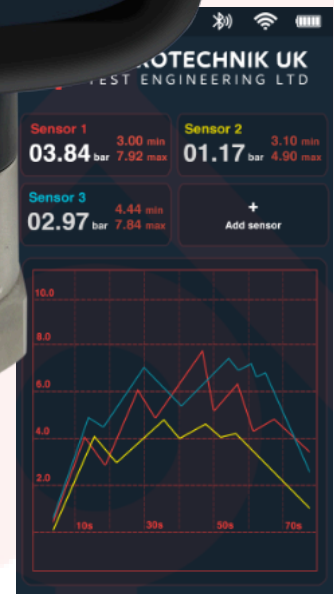 ROTECHNIK UK
TEST ENGINEERING LTD
Sensor 1
03.84 bar
3.00 min
7.92 max
Sensor 2
01.17 bar
3.10 min
4.90 max
Sensor 3
02.97 bar
4.44 min
7.84 max
+
Add sensor
10.0
8.0
6.0
4.0
2.0
10s
30s
50s
70s